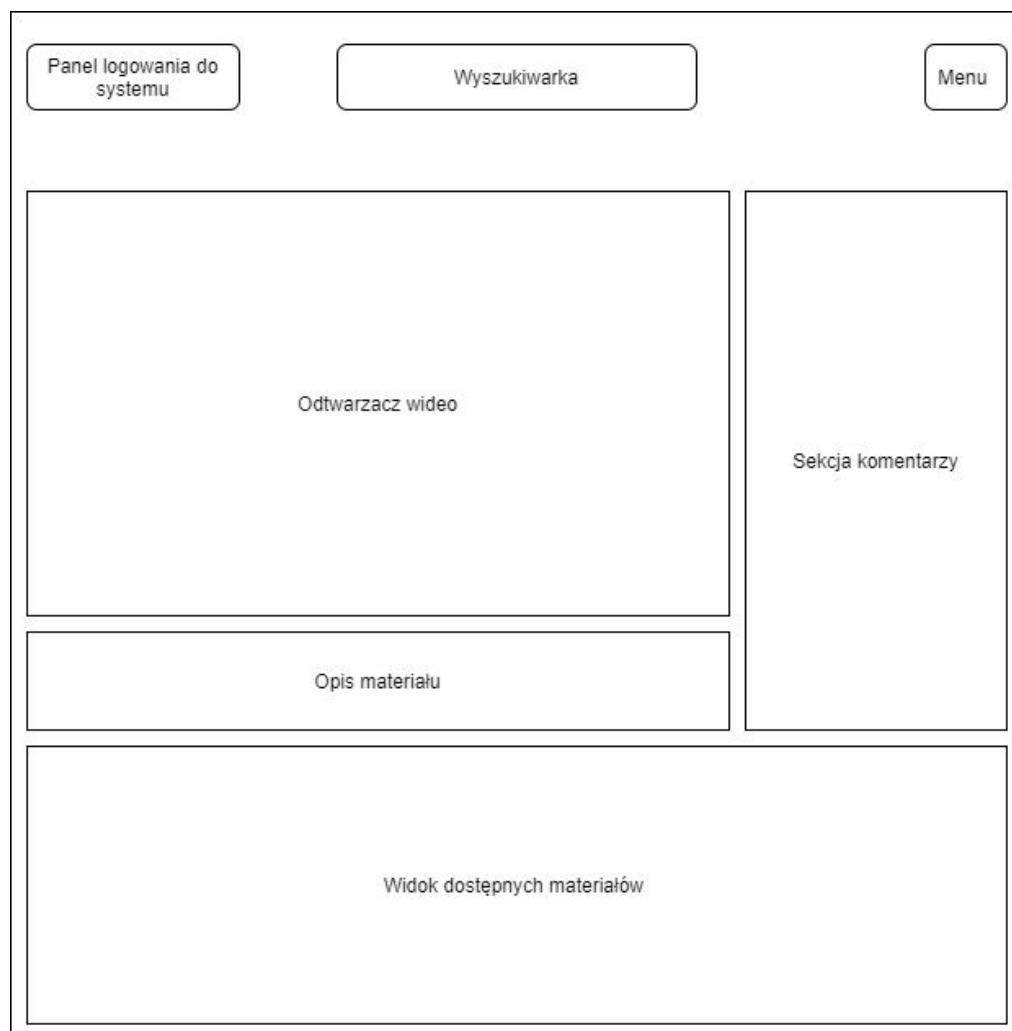 Panel logowania do
systemu
Wyszukiwarka
Menu
Odtwarzacz wideo
Sekcja komentarzy
Opis materiału
Widok dostępnych materiałów